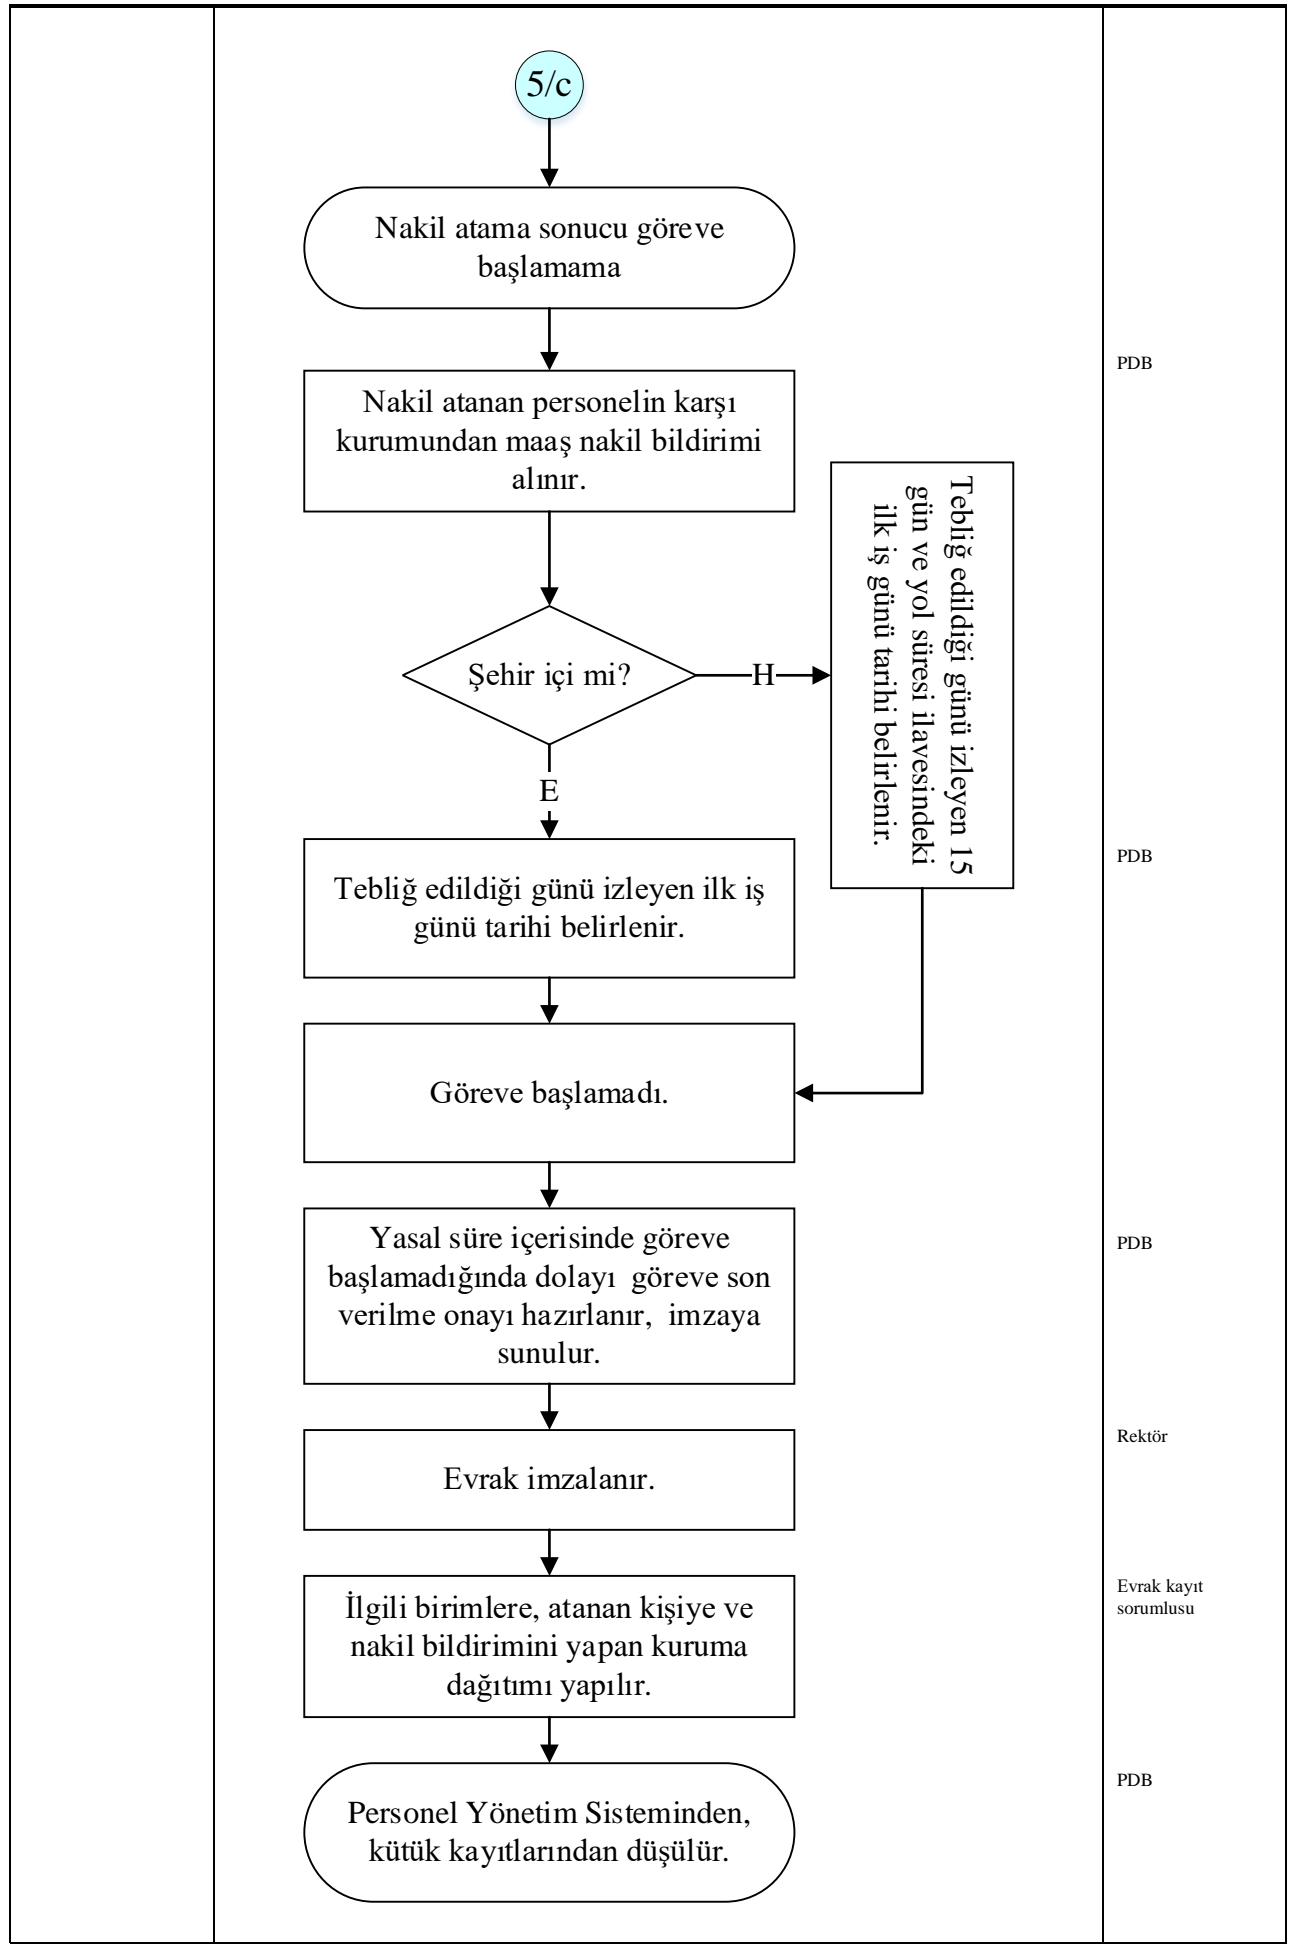 5/c
Nakil atama sonucu göreve
başlamama
PDB
Nakil atanan personelin karşı
kurumundan maaş nakil bildirimi
alınır.
Şehir içi mi?
H
Tebliğ edildiği günü izleyen 15
gün ve yol süresi ilavesindeki
ilk iş günü tarihi belirlenir.
E
PDB
Tebliğ edildiği günü izleyen ilk iş
günü tarihi belirlenir.
Göreve başlamadı.
PDB
Yasal süre içerisinde göreve
başlamadığında dolayı  göreve son
verilme onayı hazırlanır,  imzaya
sunulur.
Rektör
Evrak imzalanır.
Evrak kayıt
sorumlusu
İlgili birimlere, atanan kişiye ve
nakil bildirimini yapan kuruma
dağıtımı yapılır.
PDB
Personel Yönetim Sisteminden,
kütük kayıtlarından düşülür.